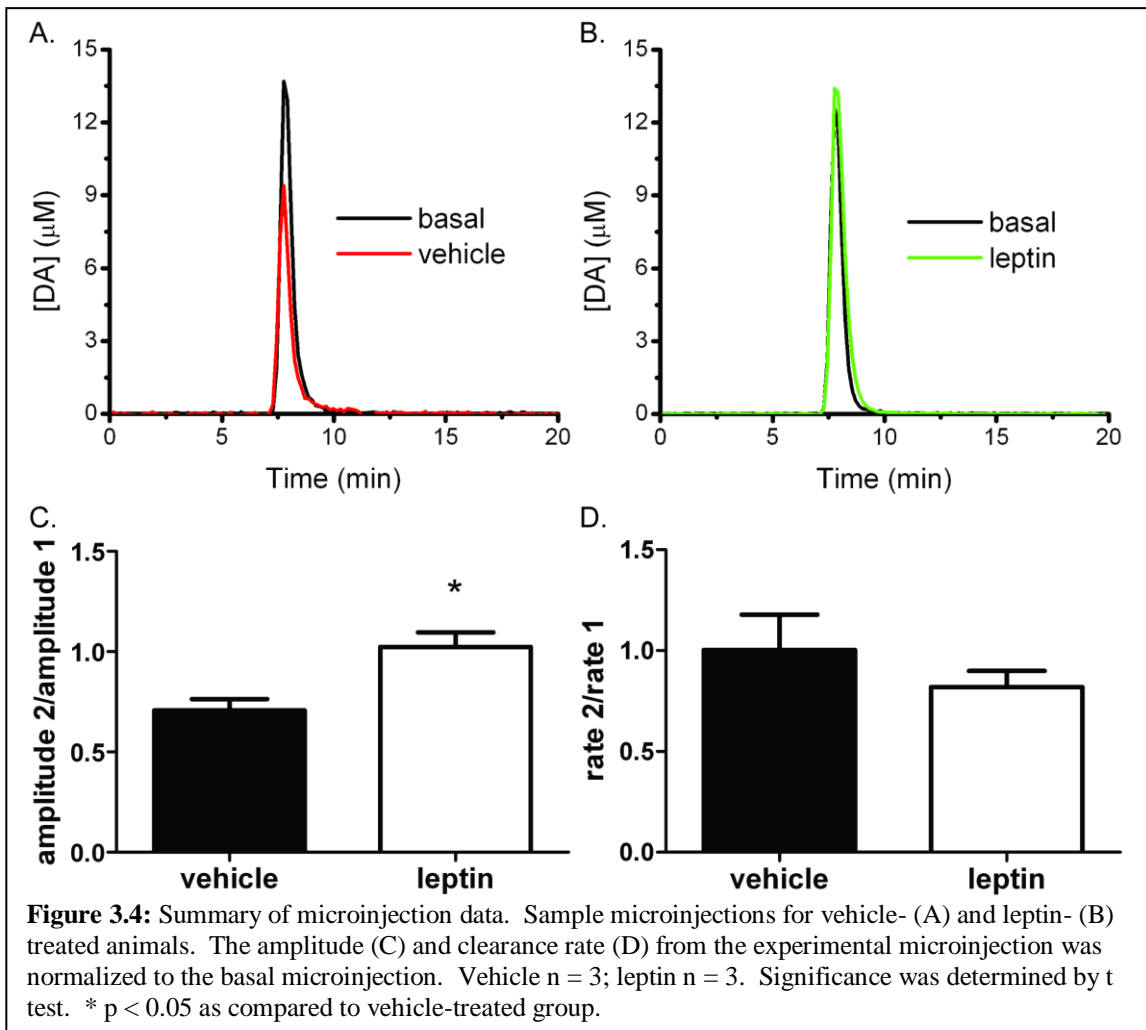 A.
15
12
9
6
3
0
[DA] (μM)
basal
vehicle
0 5 10 15 20
Time (min)
B.
15
12
9
6
3
0
[DA] (μM)
basal
leptin
0 5 10 15 20
Time (min)
C.
1.5
1.0
0.5
0.0
amplitude 2/amplitude 1
*
vehicle leptin
D.
1.5
1.0
0.5
0.0
rate 2/rate 1
vehicle leptin
Figure 3.4: Summary of microinjection data. Sample microinjections for vehicle- (A) and leptin- (B)
treated animals. The amplitude (C) and clearance rate (D) from the experimental microinjection was
normalized to the basal microinjection. Vehicle n = 3; leptin n = 3. Significance was determined by t
test. * p < 0.05 as compared to vehicle-treated group.